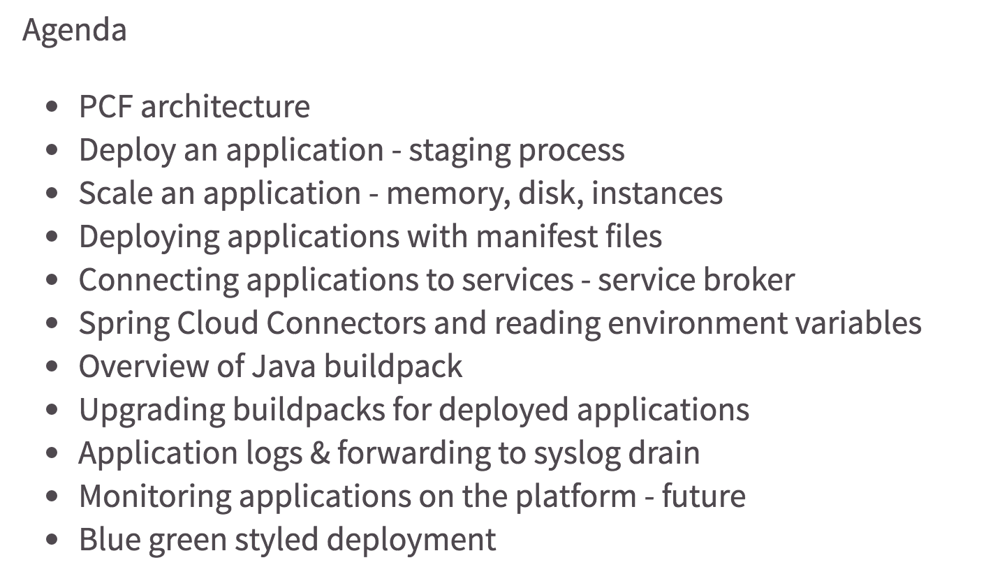 Agenda
• PCF architecture
• Deploy an application - staging process
• Scale an application - memory, disk, instances
• Deploying applications with manifest files
• Connecting applications to services - service broker
• Spring Cloud Connectors and reading environment variables
• Overview of Java buildpack
• Upgrading buildpacks for deployed applications
• Application logs & forwarding to syslog drain
• Monitoring applications on the platform - future
• Blue green styled deployment